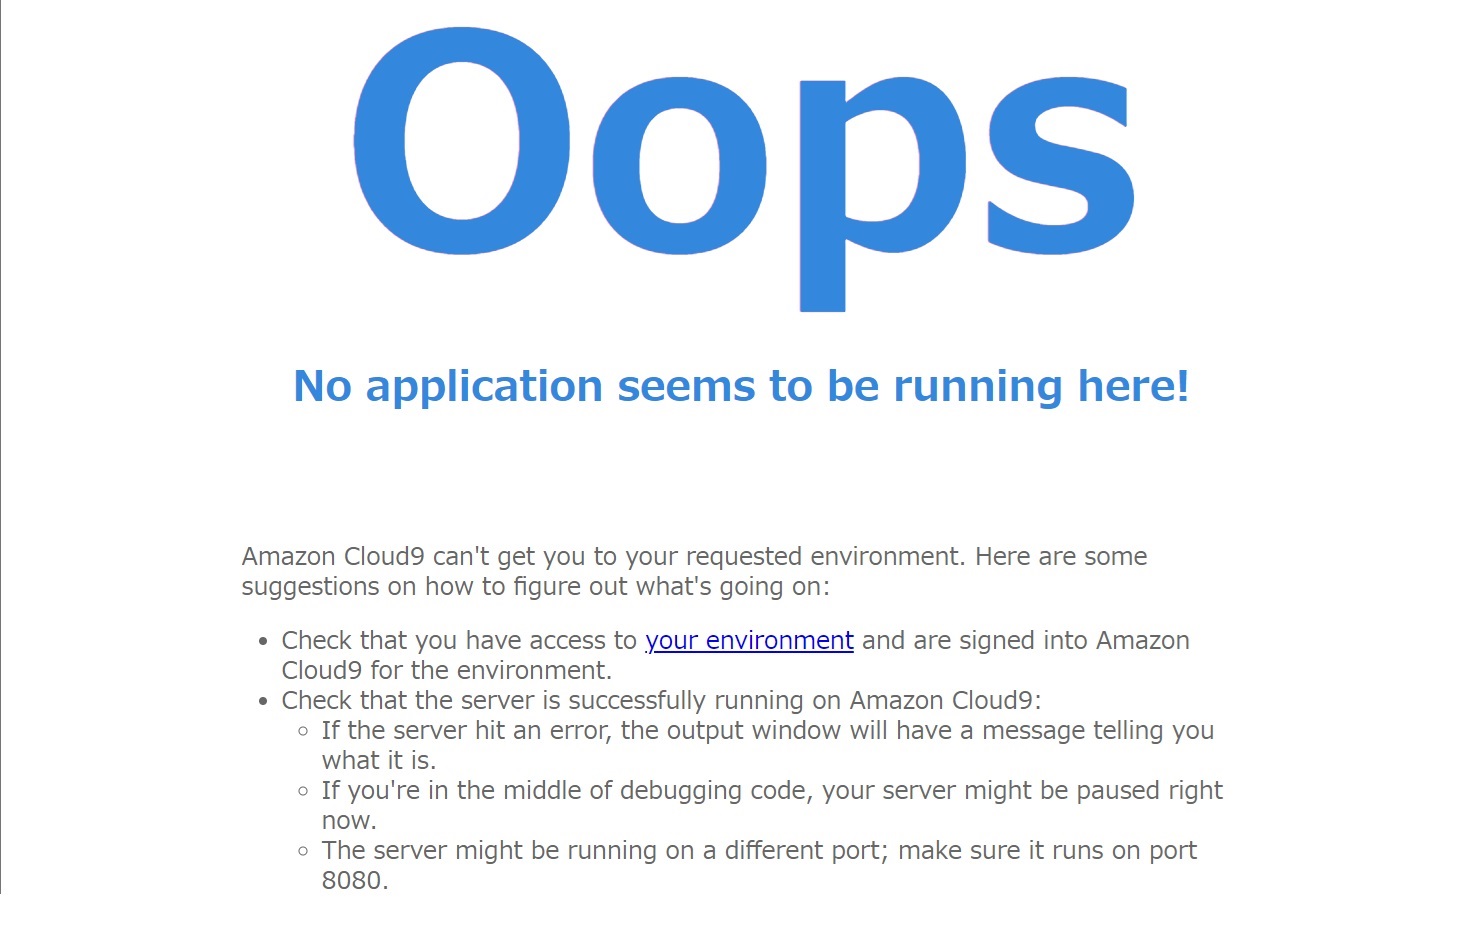 Oops
No application seems to be running here!
Amazon Cloud9 can't get you to your requested environment. Here are some
suggestions on how to figure out what's going on:
• Check that you have access to your environment and are signed into Amazon
Cloud9 for the environment.
• Check that the server is successfully running on Amazon Cloud9:
◦ If the server hit an error, the output window will have a message telling you
what it is.
◦ If you're in the middle of debugging code, your server might be paused right
now.
◦ The server might be running on a different port; make sure it runs on port
8080.